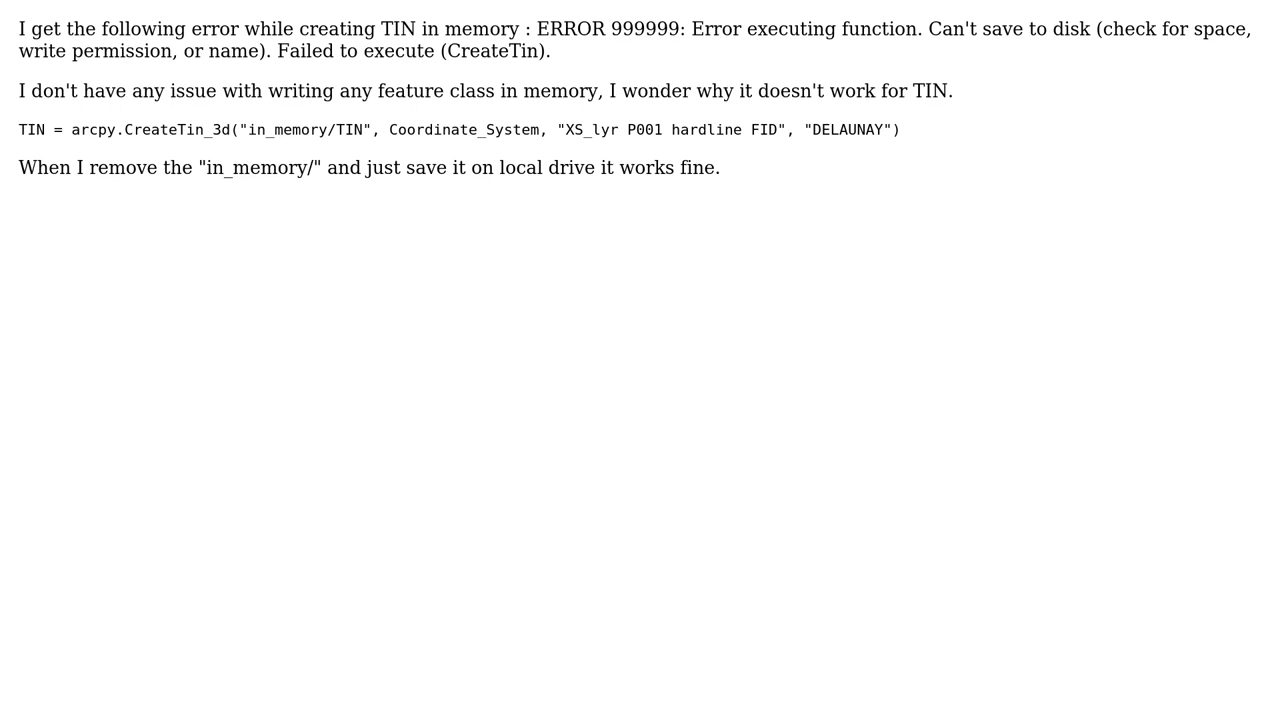 I get the following error while creating TIN in memory : ERROR 999999: Error executing function. Can't save to disk (check for space,
write permission, or name). Failed to execute (CreateTin).
I don't have any issue with writing any feature class in memory, I wonder why it doesn't work for TIN.
TIN = arcpy.CreateTin_3d("in_memory/TIN", Coordinate_System, "XS_lyr P001 hardline FID", "DELAUNAY")
When I remove the "in_memory/" and just save it on local drive it works fine.